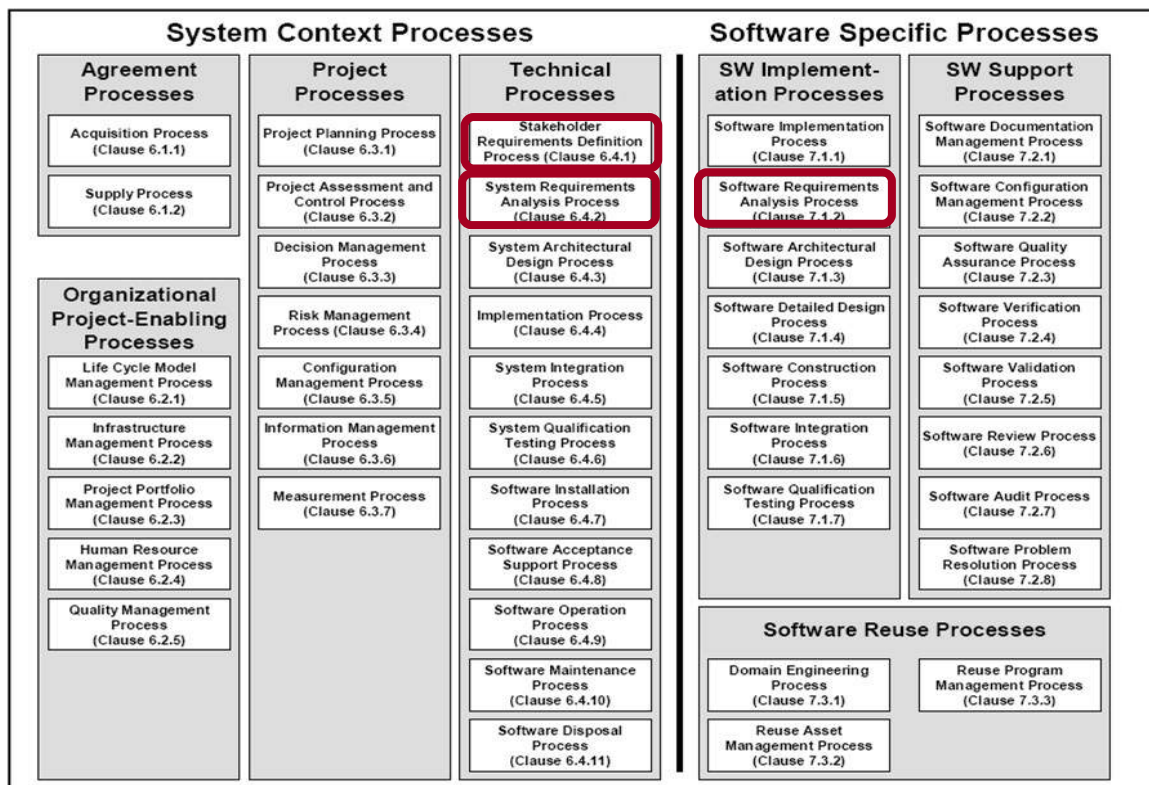 System Context Processes
Agreement
Processes
Acquisition Process
(Clause 6.1.1)
Supply Process
(Clause 6.1.2)
Organizational
Project-Enabling
Processes
Life Cycle Model
Management Process
(Clause 6.2.1)
Infrastructure
Management Process
(Clause 6.2.2)
Project Portfolio
Management Process
(Clause 6.2.3)
Human Resource
Management Process
(Clause 6.2.4)
Quality Management
Process
(Clause 6.2.5)
Project
Processes
Project Planning Process
(Clause 6.3.1)
Project Assessment and
Control Process
(Clause 6.3.2)
Decision Management
Process
(Clause 6.3.3)
Risk Management
Process (Clause 6.3.4)
Configuration
Management Process
(Clause 6.3.5)
Information Management
Process
(Clause 6.3.6)
Measurement Process
(Clause 6.3.7)
Technical
Processes
Stakeholder
Requirements Definition
Process (Clause 6.4.1)
System Requirements
Analysis Process
(Clause 6.4.2)
System Architectural
Design Process
(Clause 6.4.3)
Implementation Process
(Clause 6.4.4)
System Integration
Process
(Clause 6.4.5)
System Qualification
Testing Process
(Clause 6.4.6)
Software Installation
Process
(Clause 6.4.7)
Software Acceptance
Support Process
(Clause 6.4.8)
Software Operation
Process
(Clause 6.4.9)
Software Maintenance
Process
(Clause 6.4.10)
Software Disposal
Process
(Clause 6.4.11)
Software Specific Processes
SW Implement-
ation Processes
Software Implementation
Process
(Clause 7.1.1)
Software Requirements
Analysis Process
(Clause 7.1.2)
Software Architectural
Design Process
(Clause 7.1.3)
Software Detailed Design
Process
(Clause 7.1.4)
Software Construction
Process
(Clause 7.1.5)
Software Integration
Process
(Clause 7.1.6)
Software Qualification
Testing Process
(Clause 7.1.7)
SW Support
Processes
Software Documentation
Management Process
(Clause 7.2.1)
Software Configuration
Management Process
(Clause 7.2.2)
Software Quality
Assurance Process
(Clause 7.2.3)
Software Verification
Process
(Clause 7.2.4)
Software Validation
Process
(Clause 7.2.5)
Software Review Process
(Clause 7.2.6)
Software Audit Process
(Clause 7.2.7)
Software Problem
Resolution Process
(Clause 7.2.8)
Software Reuse Processes
Domain Engineering
Process
(Clause 7.3.1)
Reuse Asset
Management Process
(Clause 7.3.2)
Reuse Program
Management Process
(Clause 7.3.3)